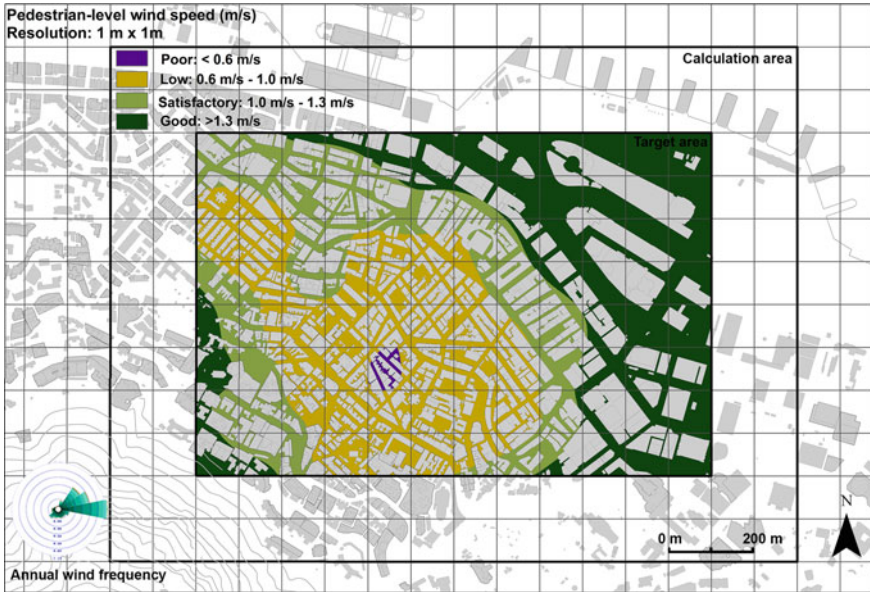 Pedestrian-level wind speed (m/s)
Resolution: 1 m x 1m
Poor: < 0.6 m/s
Calculation area
Low: 0.6 m/s - 1.0 m/s
Satisfactory: 1.0 m/s - 1.3 m/s
Good: >1.3 m/s
Target area
N
0 m
200 m
Annual wind frequency